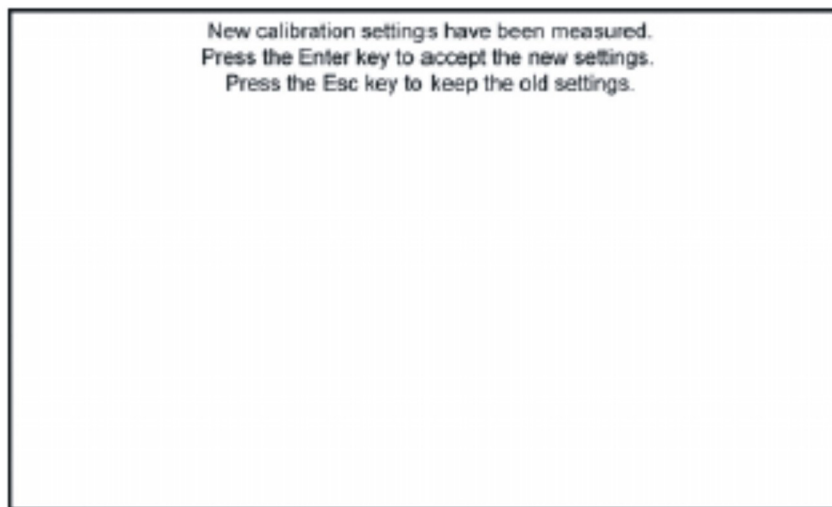 New calibration settings have been measured.
Press the Enter key to accept the new settings.
Press the Esc key to keep the old settings.